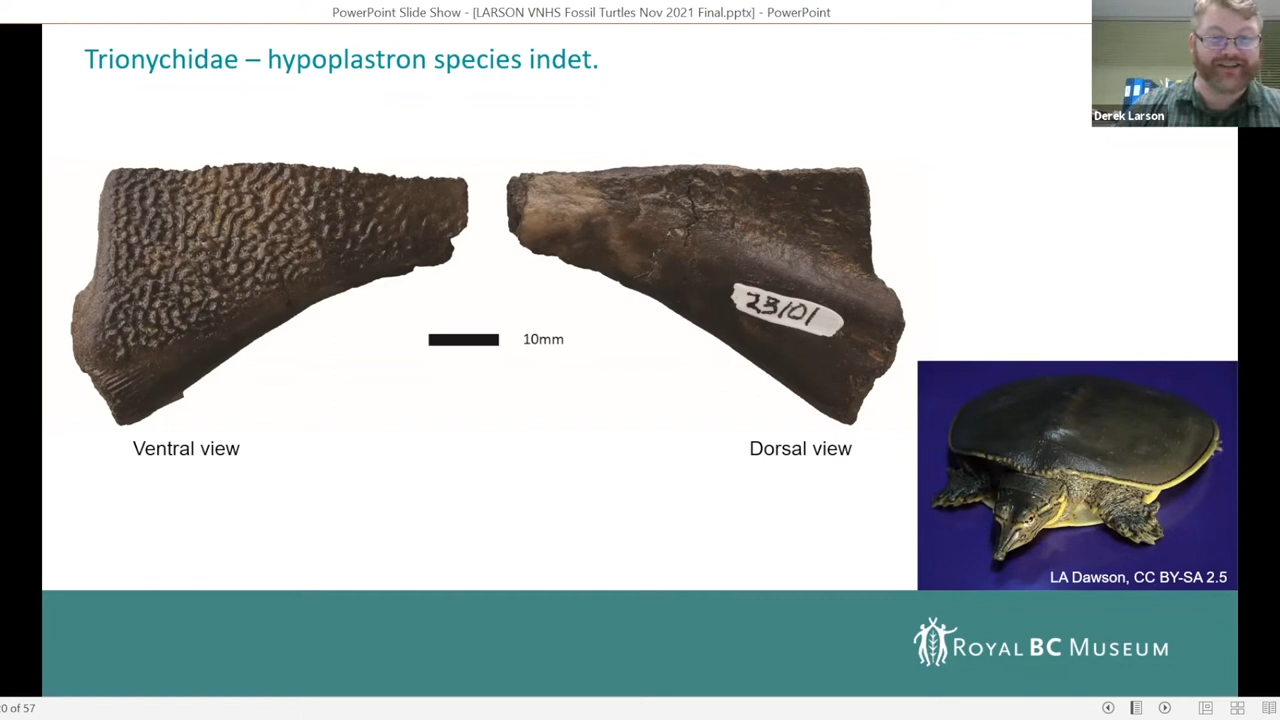 PowerPoint Slide Show - [LARSON VNHS Fossil Turtles Nov 2021 Final.pptx] - PowerPoint
Trionychidae – hypoplastron species indet.
Derek Larson
23101
10mm
Ventral view
Dorsal view
LA Dawson, CC BY-SA 2.5
ROYAL BC MUSEUM
0 of 57